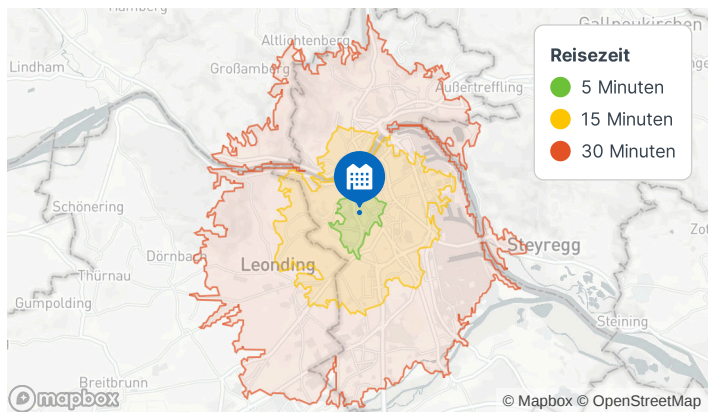 Hamberg
Gallneukirchen
Altlichtenberg
Lindham
Großamberg
Außertreffling
Reisezeit
5 Minuten
15 Minuten
30 Minuten
Schönering
Steyregg
Dörnbach
Leonding
Thürnau
Gumpolding
Steining
Breitbrunn
mapbox
© Mapbox © OpenStreetMap